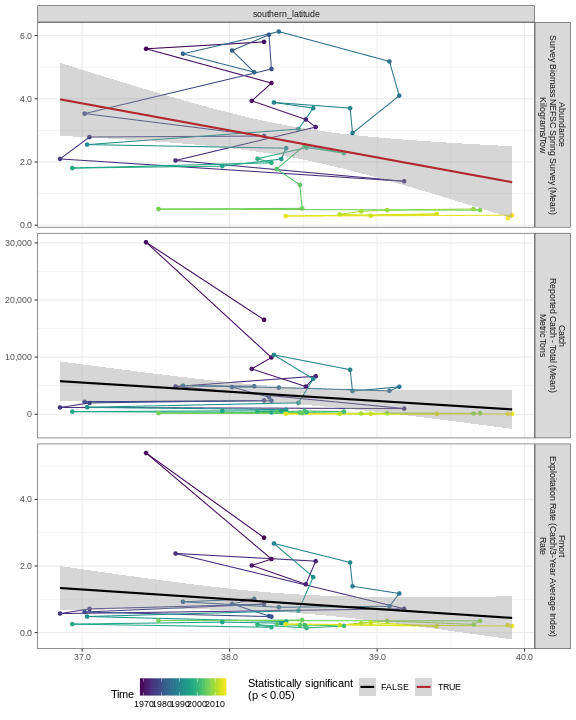 southern_latitude
6.0
4.0
2.0
0.0
Abundance
Survey Biomass NEFSC Spring Survey (Mean)
Kilograms/tow
30,000
20,000
10,000
0
Catch
Reported Catch - Total (Mean)
Metric Tons
4.0
2.0
0.0
Fmort
Exploitation Rate (Catch/3-Year Average Index)
Rate
37.0
38.0
39.0
40.0
Time
1970
1980
1990
2000
2010
Statistically significant
(p < 0.05)
FALSE
TRUE